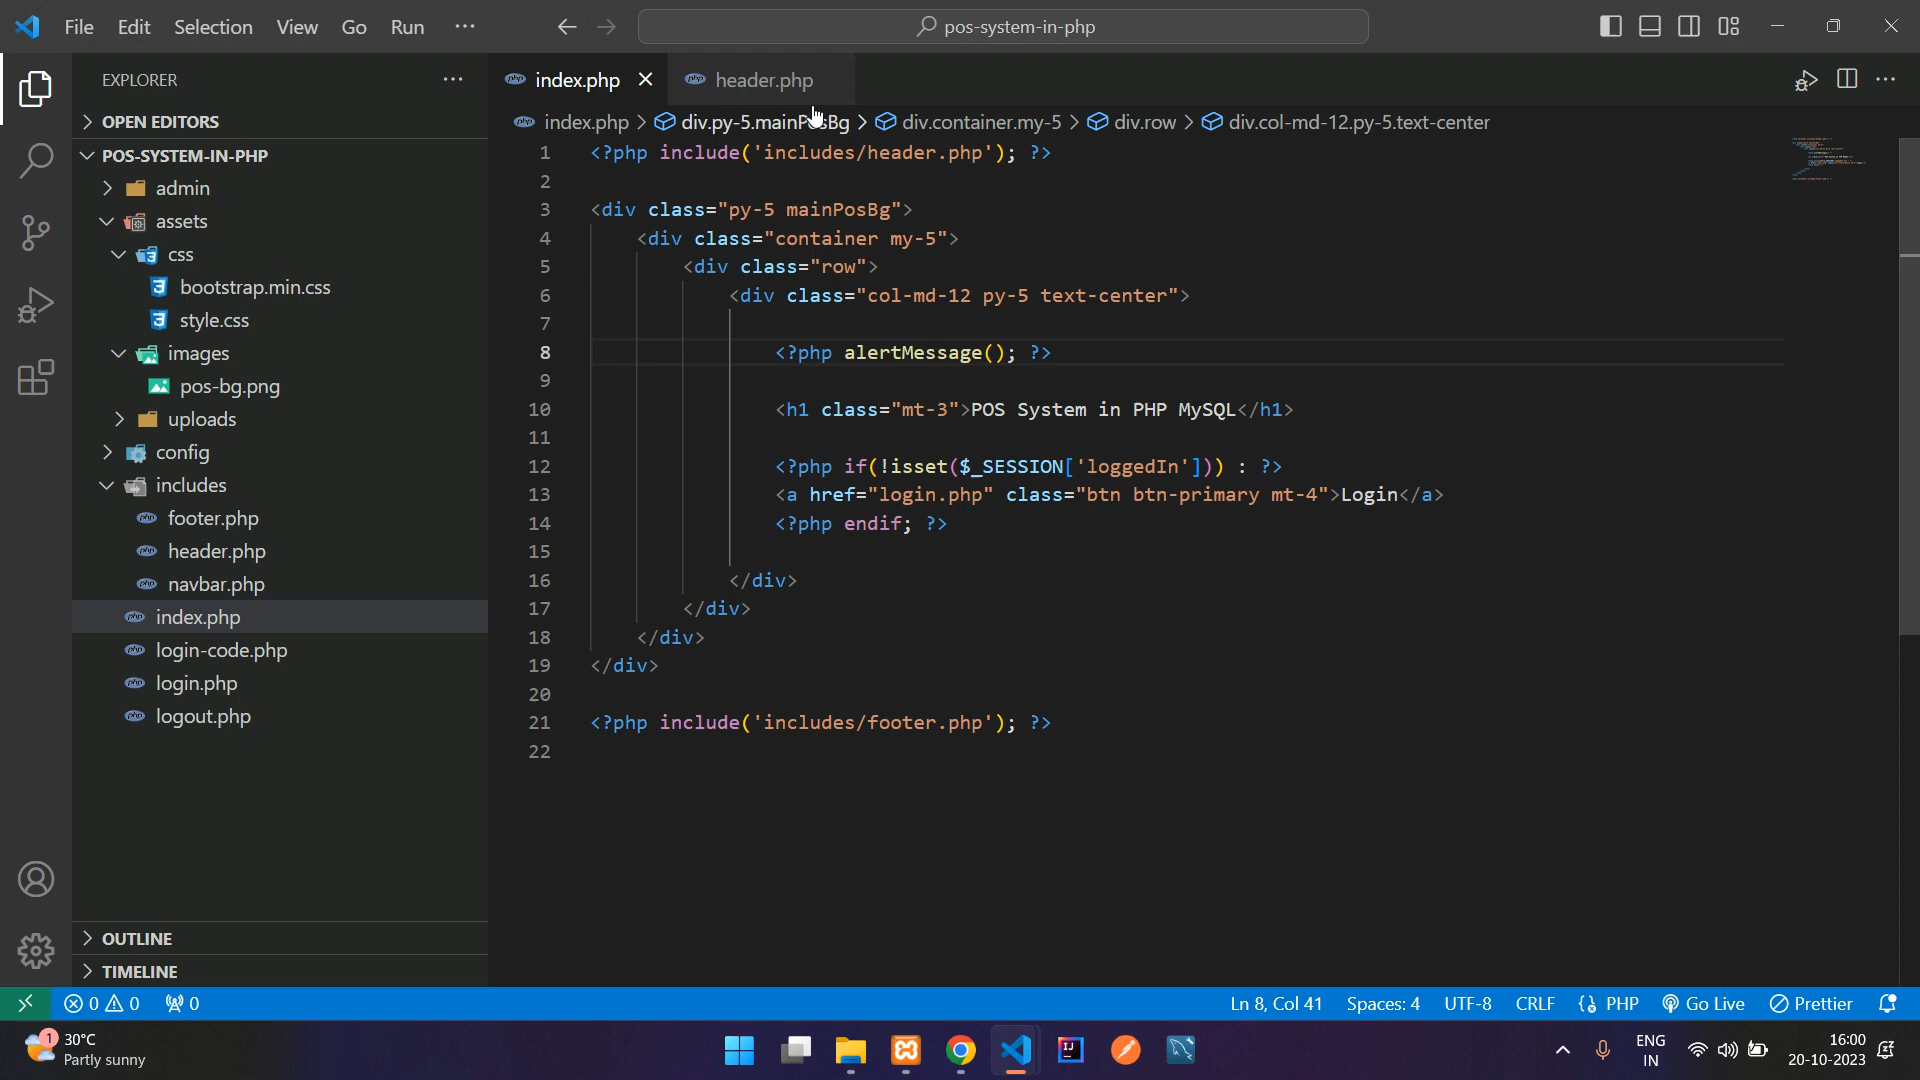 File Edit Selection View Go Run ···
pos-system-in-php
EXPLORER
OPEN EDITORS
POS-SYSTEM-IN-PHP
admin
assets
css
bootstrap.min.css
style.css
images
pos-bg.png
uploads
config
includes
footer.php
header.php
navbar.php
index.php
login-code.php
login.php
logout.php
OUTLINE
TIMELINE
index.php header.php
index.php > div.py-5.mainPosBg > div.container.my-5 > div.row > div.col-md-12.py-5.text-center
1 <?php include('includes/header.php'); ?>
2
3 <div class="py-5 mainPosBg">
4 <div class="container my-5">
5 <div class="row">
6 <div class="col-md-12 py-5 text-center">
7
8 <?php alertMessage(); ?>
9
10 <h1 class="mt-3">POS System in PHP MySQL</h1>
11
12 <?php if(!isset($_SESSION['loggedIn'])) : ?>
13 <a href="login.php" class="btn btn-primary mt-4">Login</a>
14 <?php endif; ?>
15
16 </div>
17 </div>
18 </div>
19 </div>
20
21 <?php include('includes/footer.php'); ?>
22
0 0 0 Ln 8, Col 41 Spaces: 4 UTF-8 CRLF PHP Go Live Prettier
1 30°C
Partly sunny
IJ
ENG
IN
16:00
20-10-2023